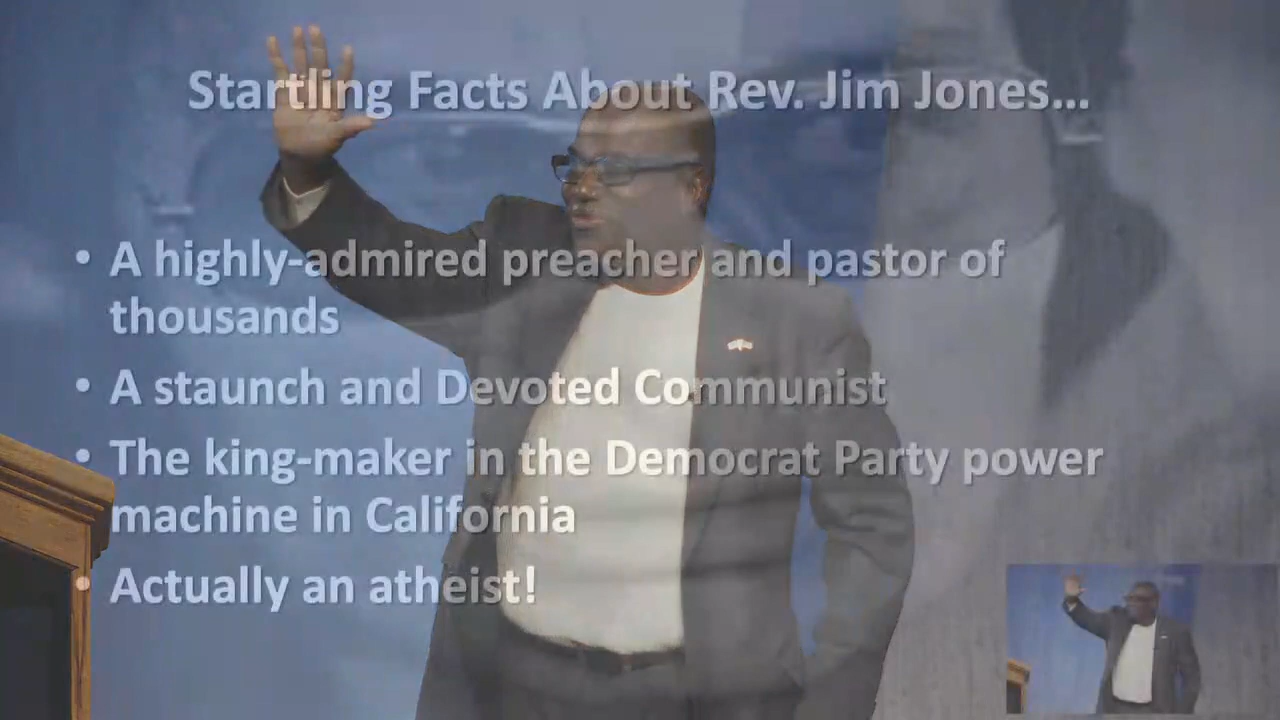 Startling Facts About Rev. Jim Jones...
• A highly-admired preacher and pastor of
thousands
• A staunch and Devoted Communist
• The king-maker in the Democrat Party power
machine in California
• Actually an atheist!